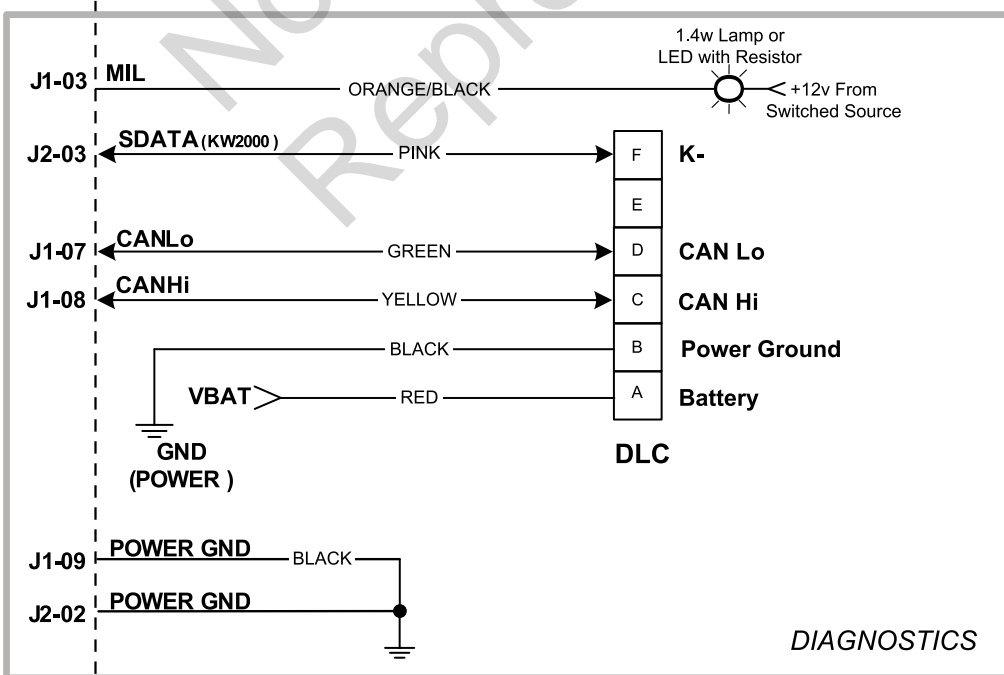 1.4w Lamp or
LED with Resistor
J1-03 MIL
ORANGE/BLACK
+12v From
Switched Source
J2-03 SDATA (KW2000 )
PINK
F
K-
E
J1-07 CANLo
GREEN
D
CAN Lo
J1-08 CANHi
YELLOW
C
CAN Hi
BLACK
B
Power Ground
VBAT
RED
A
Battery
GND
(POWER )
DLC
J1-09 POWER GND
BLACK
J2-02 POWER GND
DIAGNOSTICS